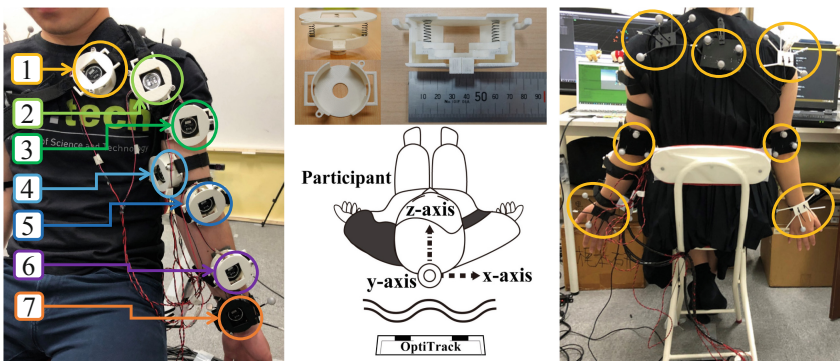 1
2
3
4
5
6
7
tech
of Science and Technology
10 20 30 40 50 60 70 80 90
Participant
z-axis
y-axis
x-axis
OptiTrack